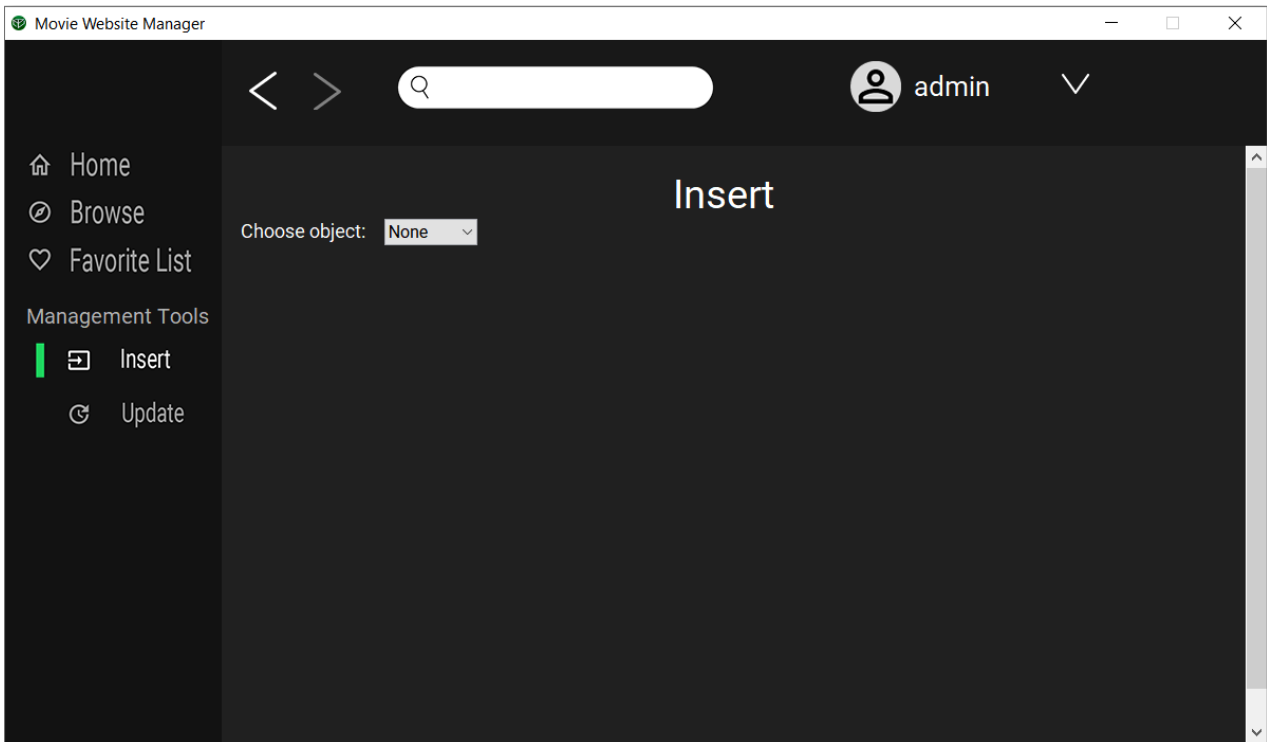 Movie Website Manager
admin
Home
Browse
Favorite List
Management Tools
Insert
Update
Insert
Choose object: None